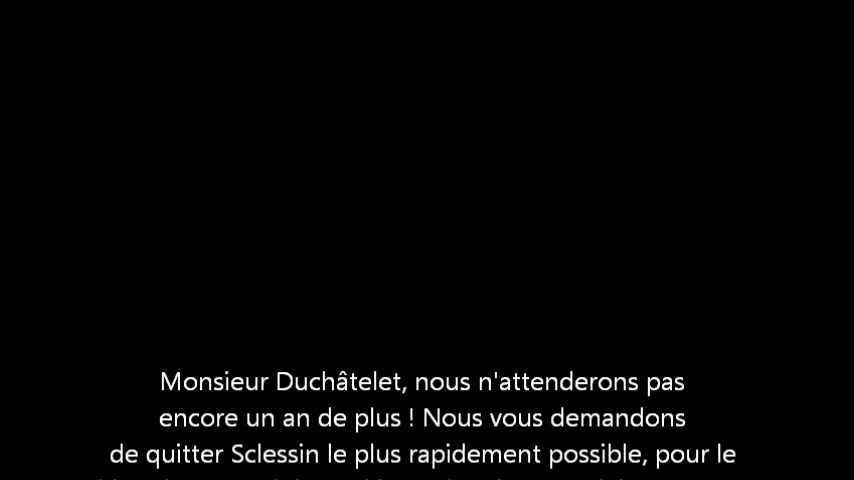 Monsieur Duchâtelet, nous n'attenderons pas
encore un an de plus ! Nous vous demandons
de quitter Sclessin le plus rapidement possible, pour le